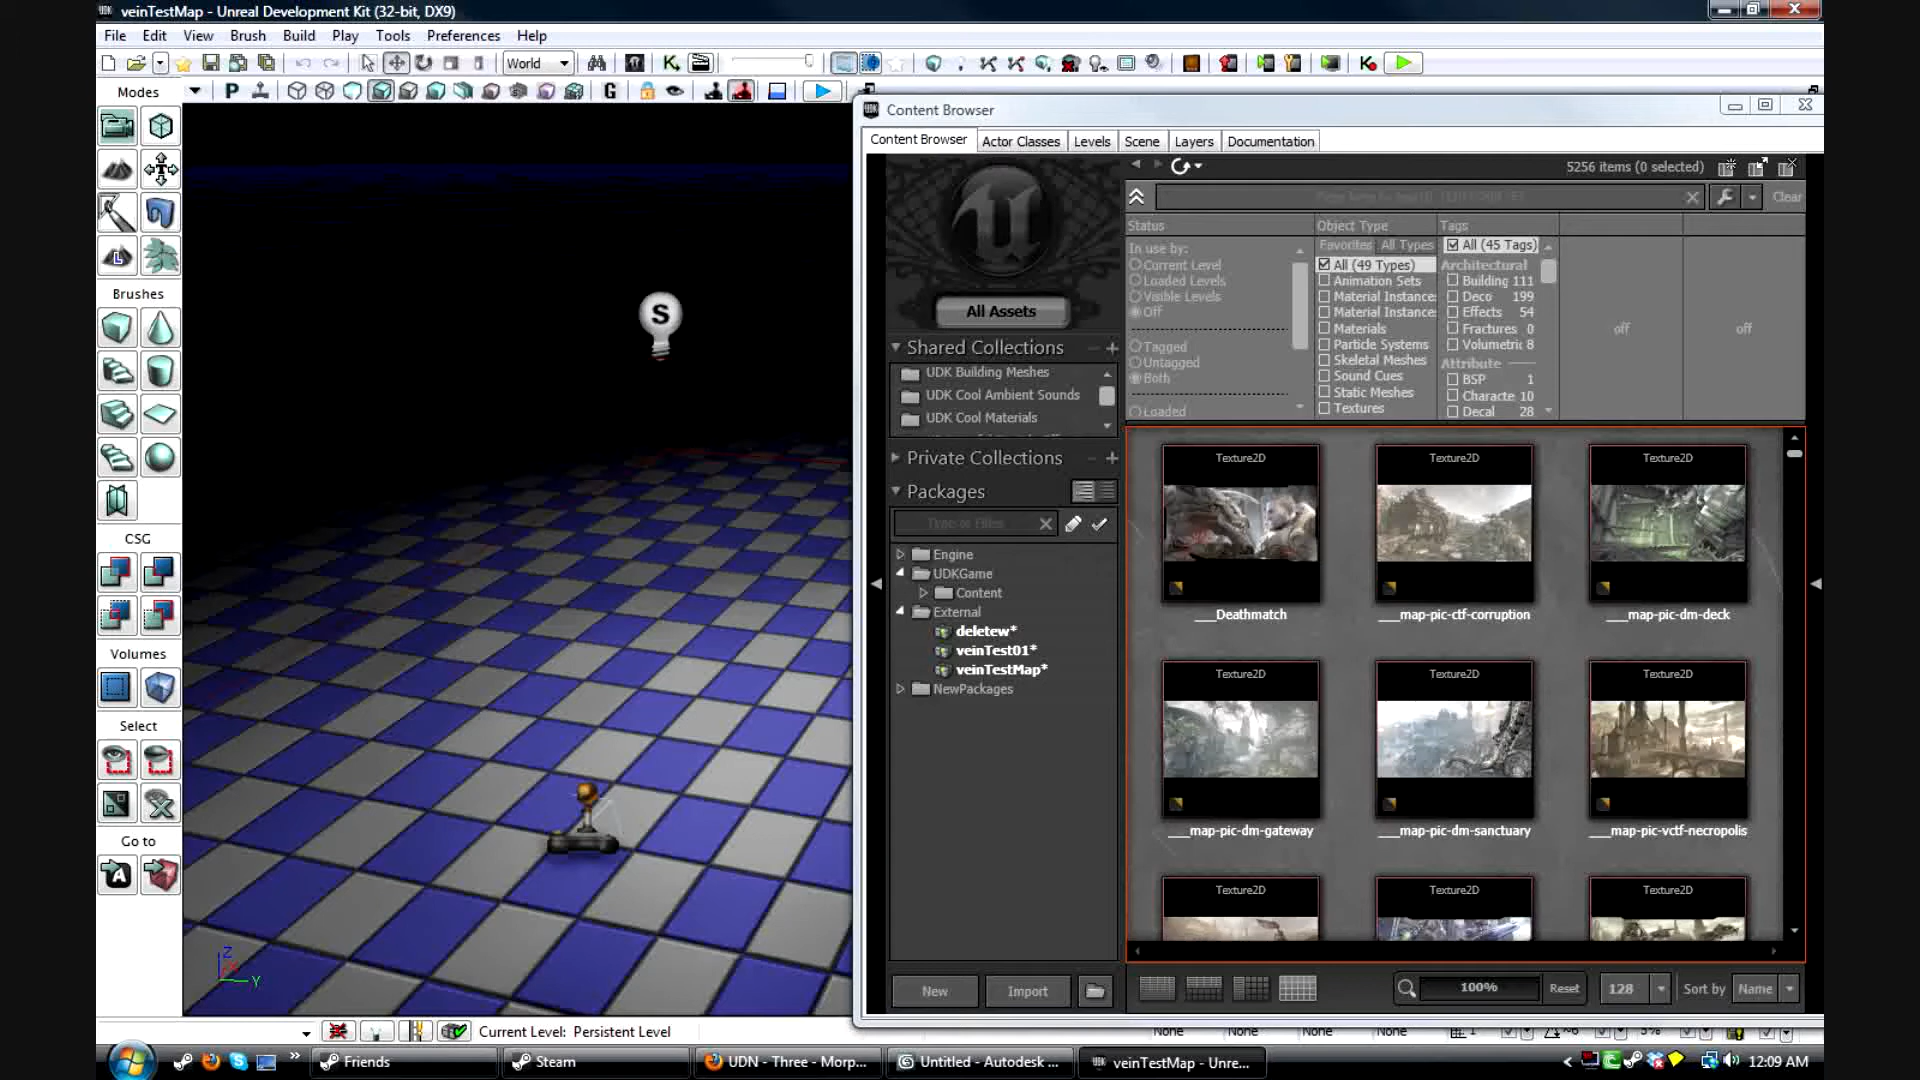 veinTestMap - Unreal Development Kit (32-bit, DX9)
File Edit View Brush Build Play Tools Preferences Help
World
Modes
P
G
Brushes
CSG
Volumes
Select
Go to
S
Z
X
Y
Content Browser
Content Browser Actor Classes Levels Scene Layers Documentation
5256 items (0 selected)
Clear
All Assets
Shared Collections
UDK Building Meshes
UDK Cool Ambient Sounds
UDK Cool Materials
Private Collections
Packages
Engine
UDKGame
Content
External
deletew*
veinTest01*
veinTestMap*
NewPackages
New
Import
Status
In use by:
Current Level
Loaded Levels
Visible Levels
Off
Tagged
Untagged
Both
Loaded
Object Type
Favorites All Types
All (49 Types)
Animation Sets
Material Instance
Material Instance
Materials
Particle Systems
Skeletal Meshes
Sound Cues
Static Meshes
Textures
Tags
All (45 Tags)
Architectural
Building 111
Deco 199
Effects 54
Fractures 0
Volumetric 8
Attribute
BSP 1
Characte 10
Decal 28
off
off
Texture2D Texture2D Texture2D
___Deathmatch ___map-pic-ctf-corruption ___map-pic-dm-deck
Texture2D Texture2D Texture2D
___map-pic-dm-gateway ___map-pic-dm-sanctuary ___map-pic-vctf-necropolis
Texture2D Texture2D Texture2D
100% Reset 128 Sort by Name
Current Level: Persistent Level
None None None None
Friends
Steam
UDN - Three - Morp...
Untitled - Autodesk ...
veinTestMap - Unre...
12:09 AM